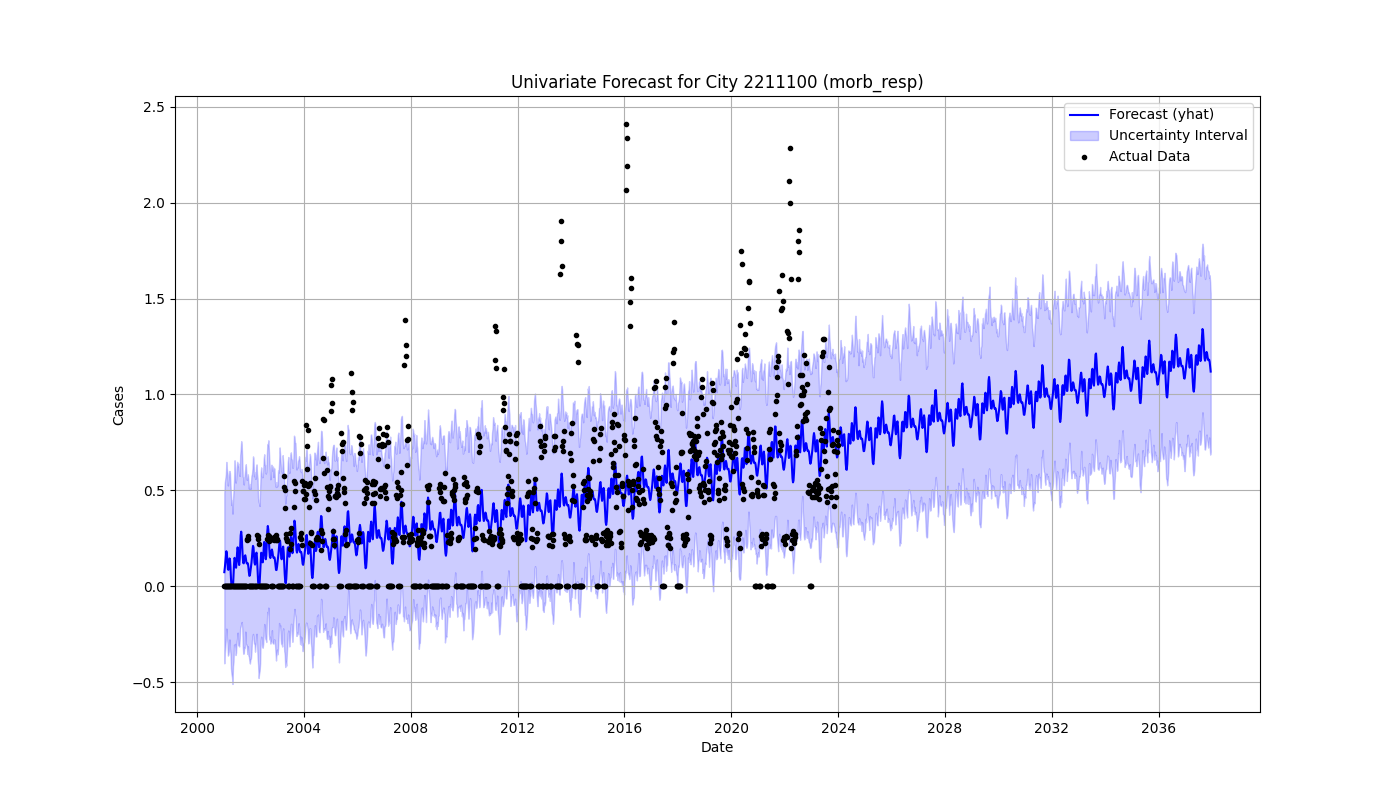 Univariate Forecast for City 2211100 (morb_resp)
Forecast (yhat)
Uncertainty Interval
Actual Data
Cases
2.5
2.0
1.5
1.0
0.5
0.0
−0.5
2000 2004 2008 2012 2016 2020 2024 2028 2032 2036
Date